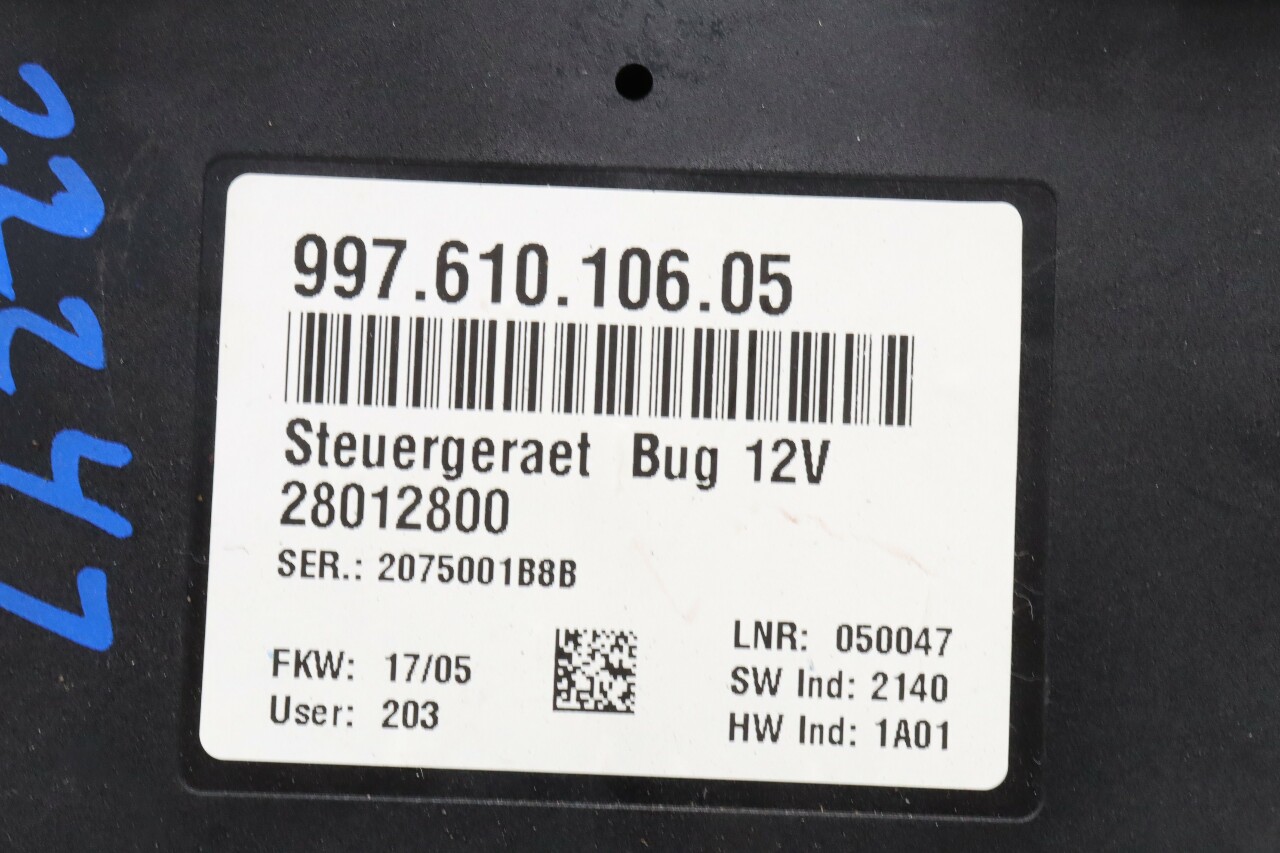 997.610.106.05
Steuergeraet Bug 12V
28012800
SER.: 2075001B8B
FKW: 17/05
User: 203
LNR: 050047
SW Ind: 2140
HW Ind: 1A01